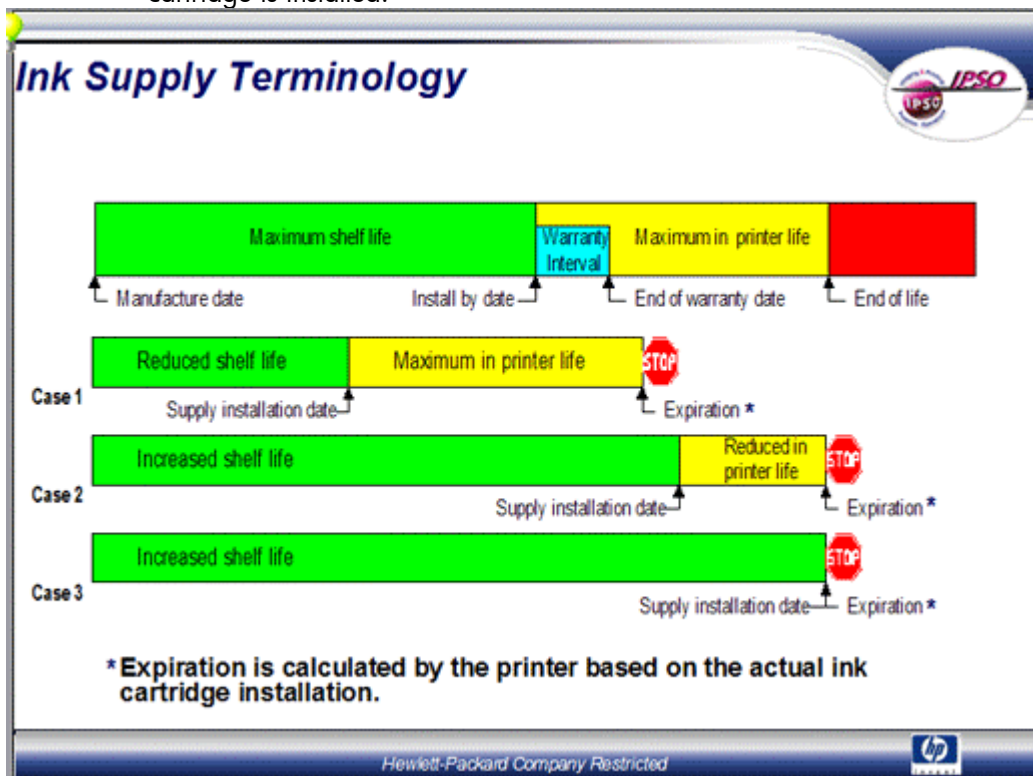 cartridge is installed.
Ink Supply Terminology
IPSO
IPSO
Maximum shelf life
Warranty
Interval
Maximum in printer life
Manufacture date
Install by date
End of warranty date
End of life
Reduced shelf life
Maximum in printer life
STOP
Case 1
Supply installation date
Expiration *
Increased shelf life
Reduced in
printer life
STOP
Case 2
Supply installation date
Expiration *
Increased shelf life
STOP
Case 3
Supply installation date
Expiration *
*Expiration is calculated by the printer based on the actual ink
cartridge installation.
Hewlett-Packard Company Restricted
hp